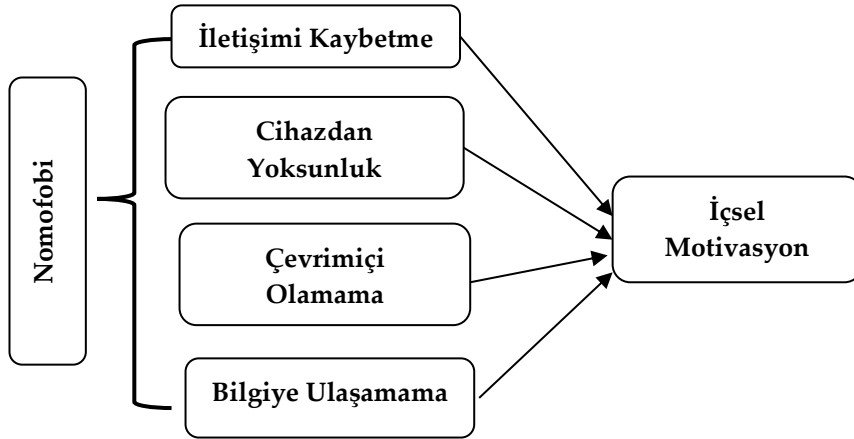 Nomofobi
İletişimi Kaybetme
Cihazdan
Yoksunluk
Çevrimiçi
Olamama
Bilgiye Ulaşamama
İçsel
Motivasyon